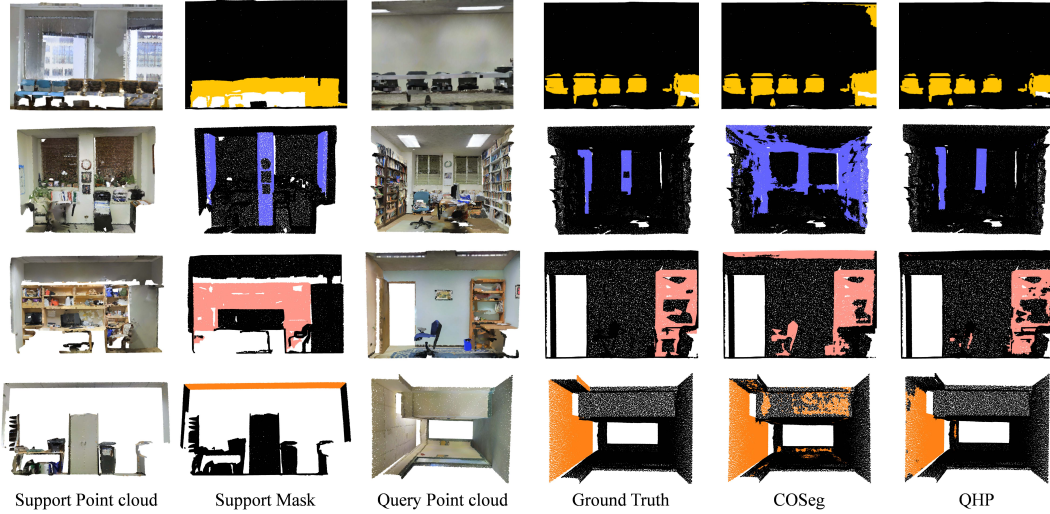 Support Point cloud
Support Mask
Query Point cloud
Ground Truth
COSeg
QHP